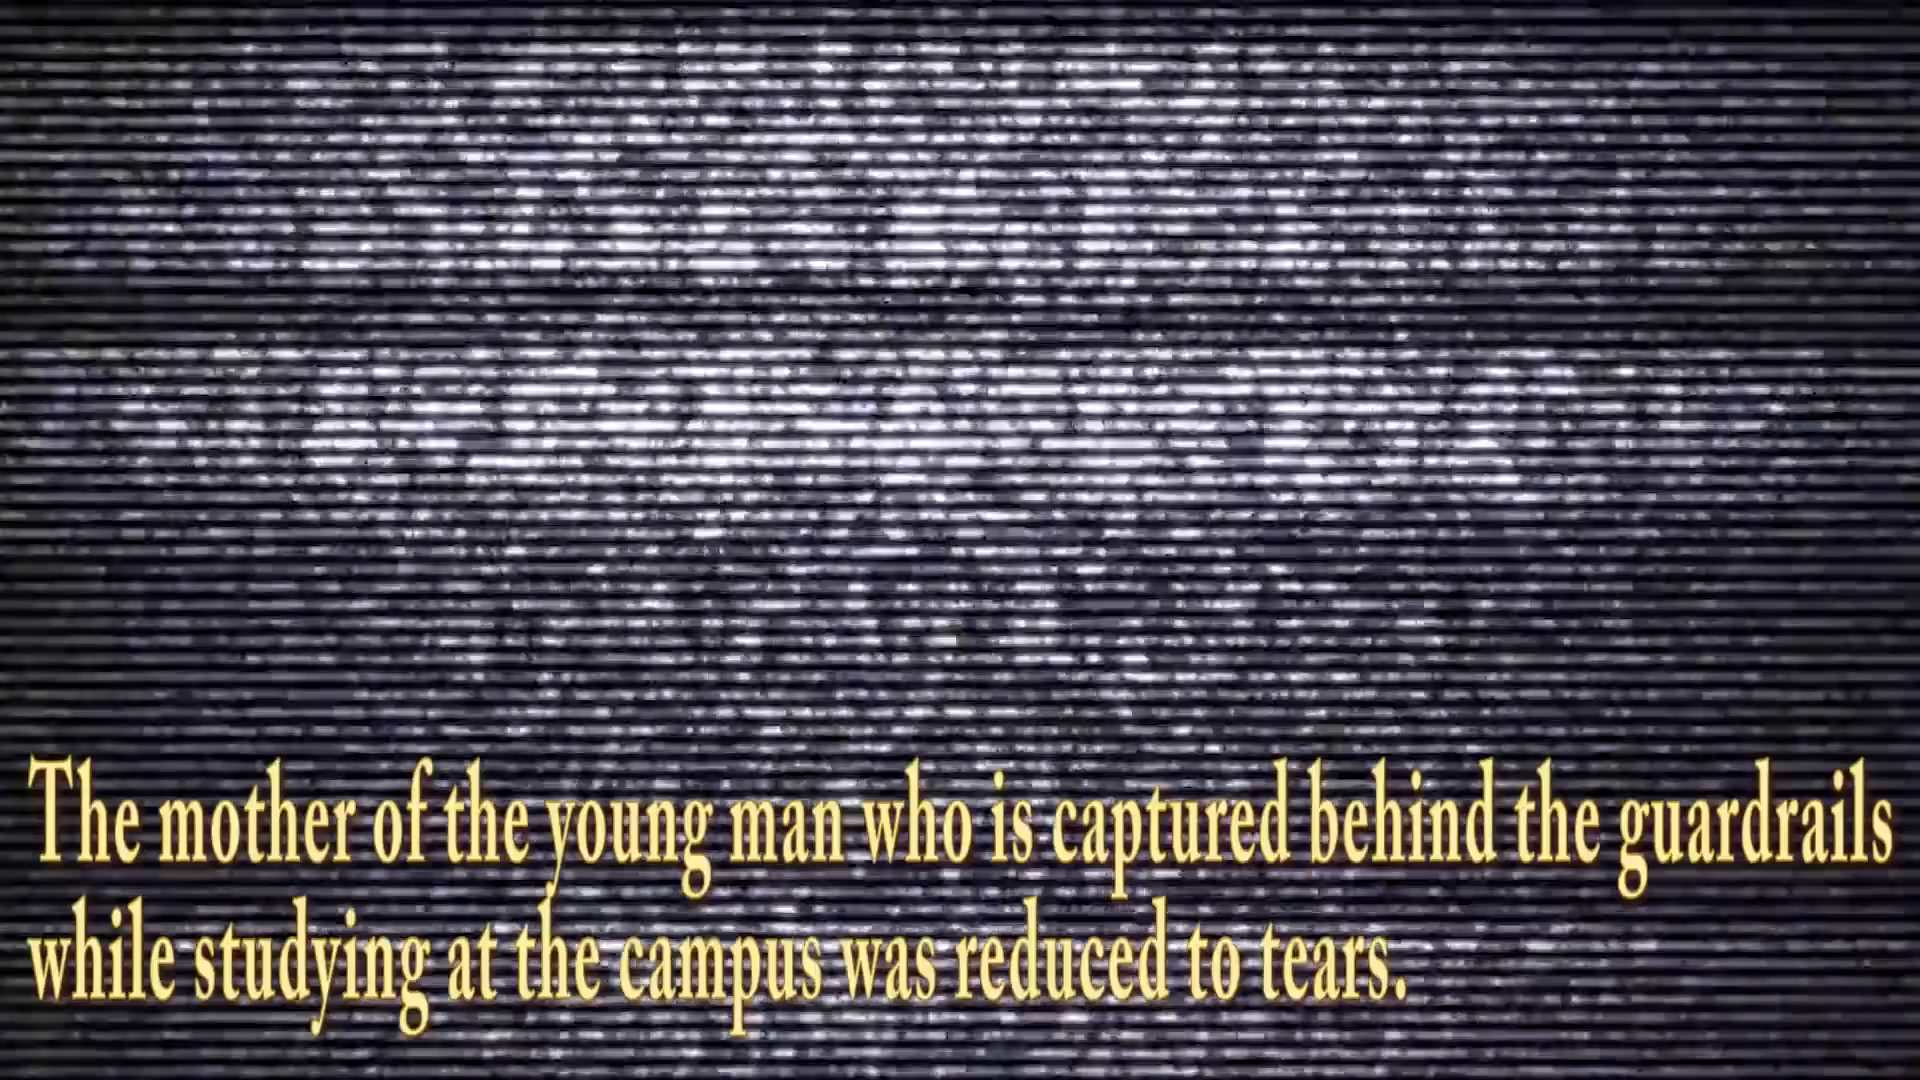 The mother of the young man who is captured behind the guardrails
while studying at the campus was reduced to tears.